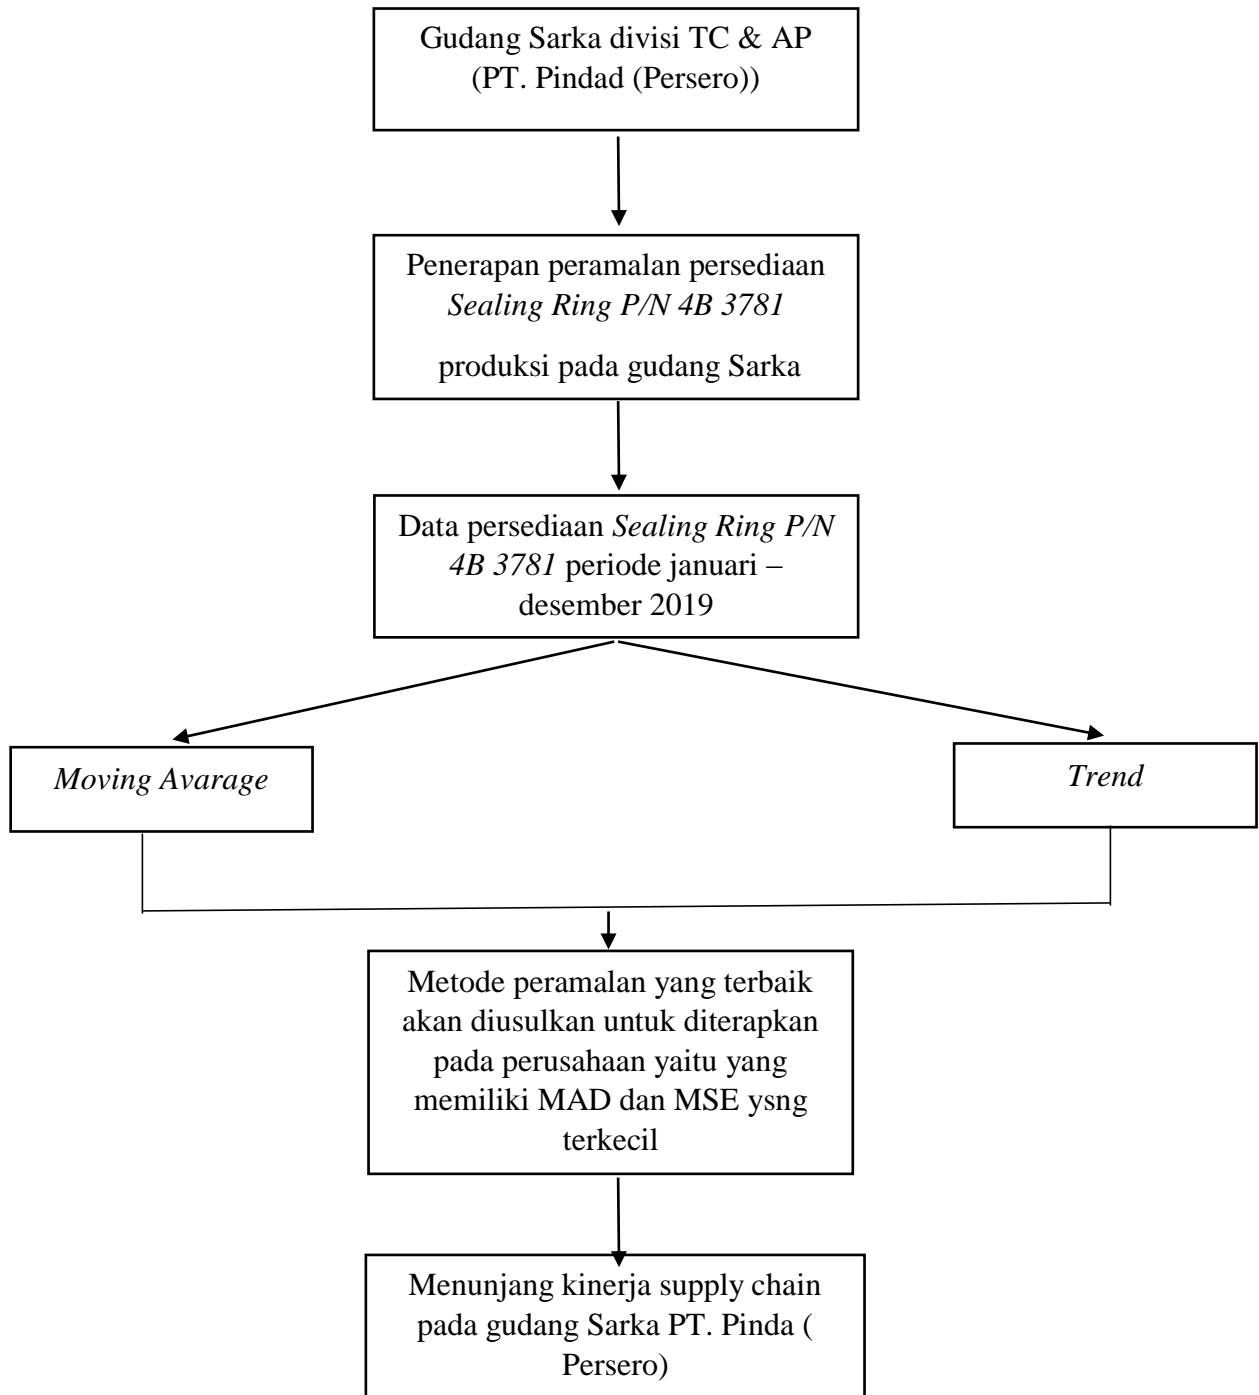 Gudang Sarka divisi TC & AP
(PT. Pindad (Persero))
Penerapan peramalan persediaan
Sealing Ring P/N 4B 3781
produksi pada gudang Sarka
Data persediaan Sealing Ring P/N
4B 3781 periode januari –
desember 2019
Moving Avarage
Trend
Metode peramalan yang terbaik
akan diusulkan untuk diterapkan
pada perusahaan yaitu yang
memiliki MAD dan MSE ysng
terkecil
Menunjang kinerja supply chain
pada gudang Sarka PT. Pinda (
Persero)